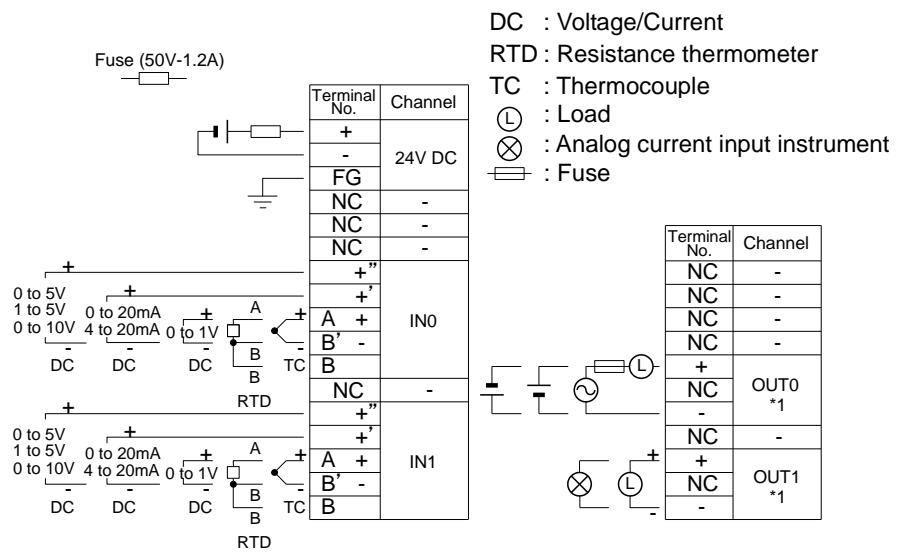 DC : Voltage/Current
RTD : Resistance thermometer
TC : Thermocouple
L : Load
: Analog current input instrument
: Fuse
Fuse (50V-1.2A)
Terminal No. Channel
+ 24V DC
-
FG
NC -
NC -
NC -
+ +” IN0
+ +’
0 to 5V
1 to 5V
0 to 10V
- DC
0 to 20mA
4 to 20mA
- DC
+
0 to 1V
- DC
A
B
B
RTD
+
-
TC
A +
B’ -
B
NC -
+ +” IN1
+ +’
0 to 5V
1 to 5V
0 to 10V
- DC
0 to 20mA
4 to 20mA
- DC
+
0 to 1V
- DC
A
B
B
RTD
+
-
TC
A +
B’ -
B
Terminal No. Channel
NC -
NC -
NC -
NC -
L
+ OUT0
NC *1
-
NC -
+ + OUT1
L NC *1
- -